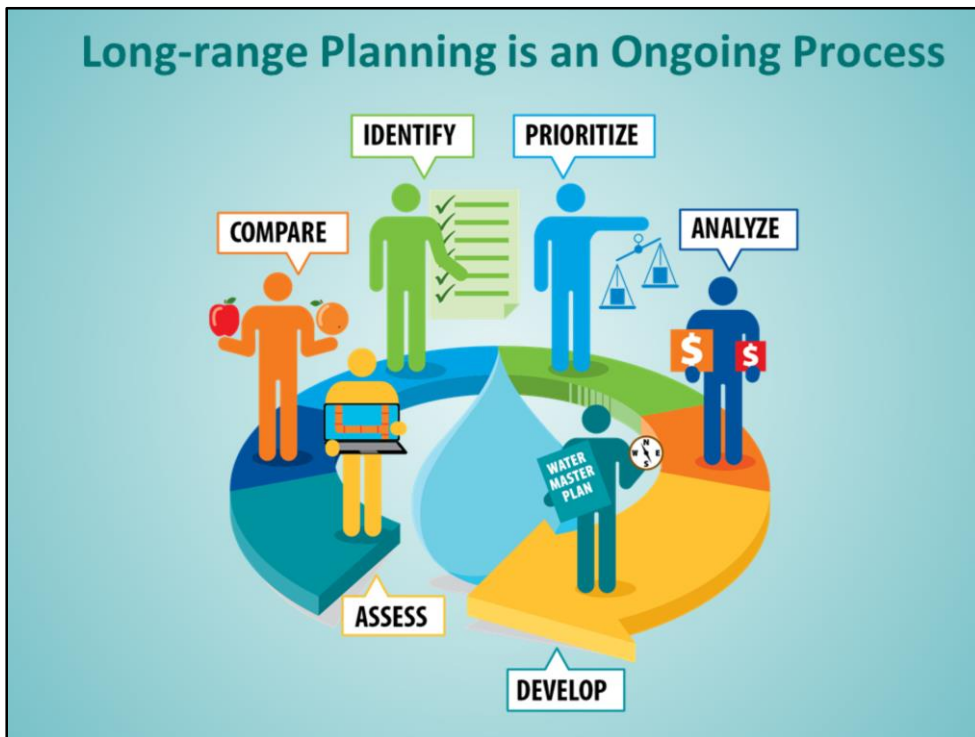 Long-range Planning is an Ongoing Process
IDENTIFY
PRIORITIZE
COMPARE
ANALYZE
$
$
N
W E
S
WATER
MASTER
PLAN
ASSESS
DEVELOP